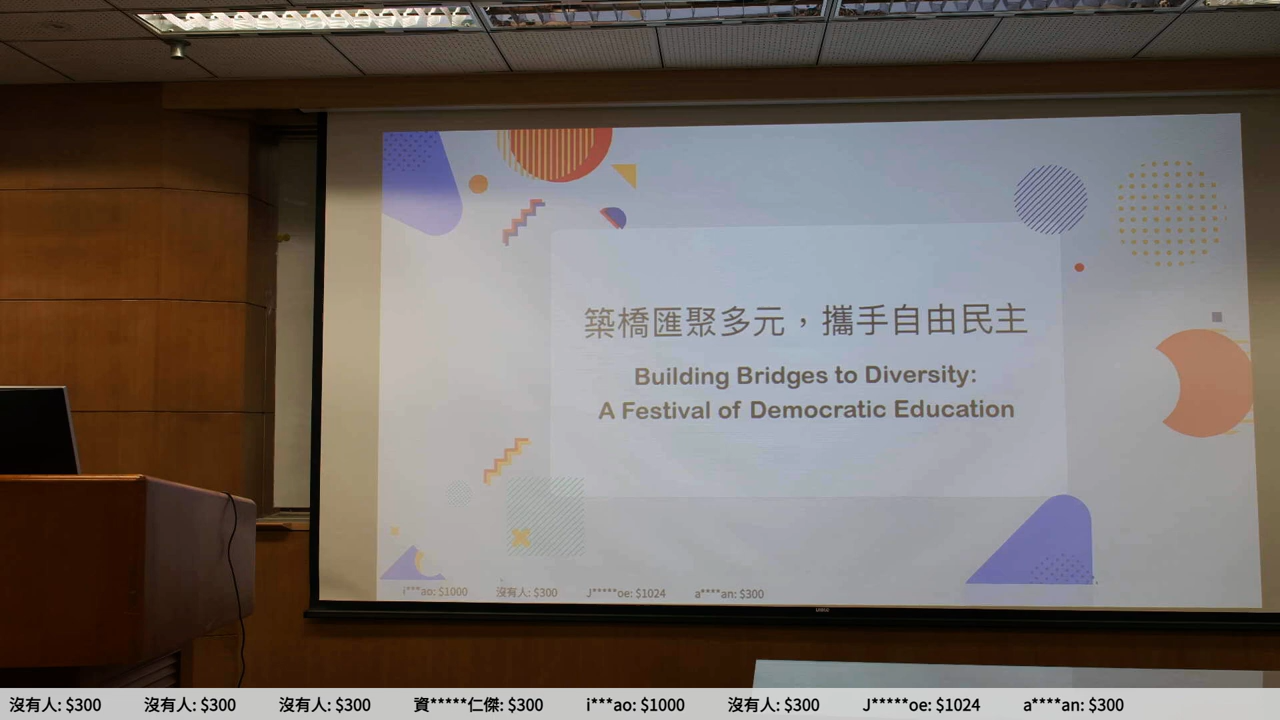 築橋匯聚多元，攜手自由民主
Building Bridges to Diversity:
A Festival of Democratic Education
i***ao: $1000 沒有人: $300 J*****oe: $1024 a****an: $300
沒有人: $300 沒有人: $300 沒有人: $300 資*****仁傑: $300 i***ao: $1000 沒有人: $300 J*****oe: $1024 a****an: $300